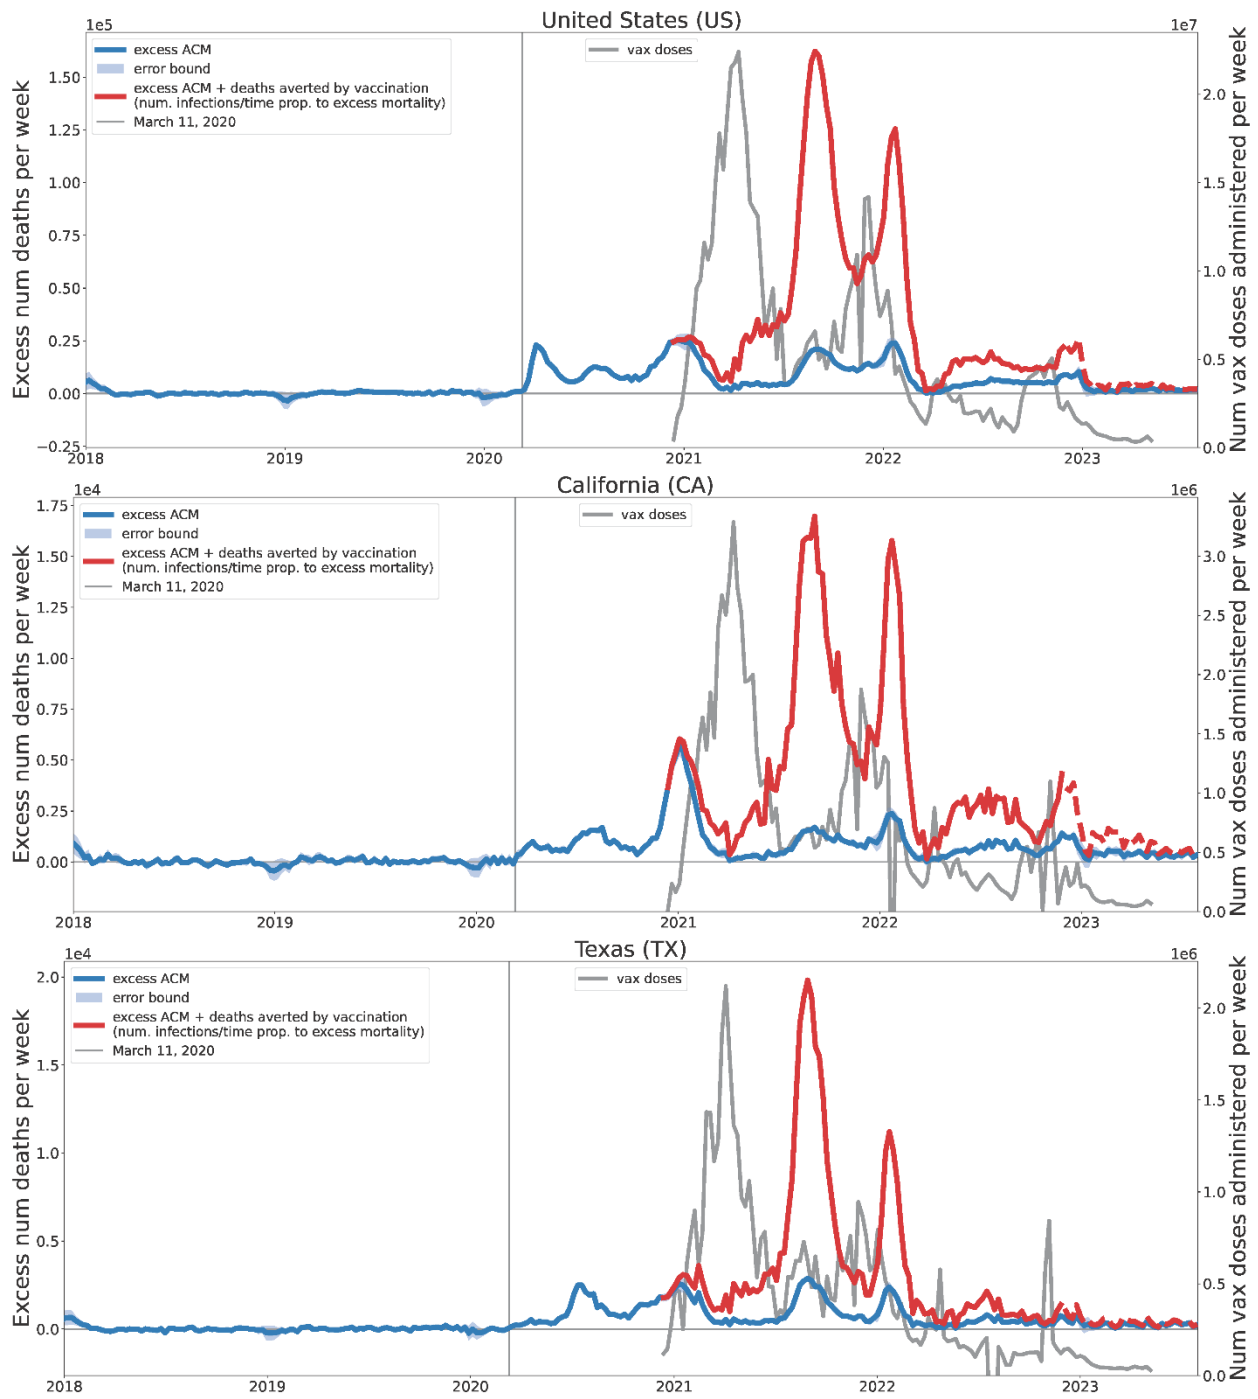 United States (US)
1e5
1e7
excess ACM
error bound
excess ACM + deaths averted by vaccination
(num. infections/time prop. to excess mortality)
March 11, 2020
vax doses
Excess num deaths per week
1.50
1.25
1.00
0.75
0.50
0.25
0.00
−0.25
2.0
1.5
1.0
0.5
0.0
Num vax doses administered per week
2018
2019
2020
2021
2022
2023
California (CA)
1e4
1e6
excess ACM
error bound
excess ACM + deaths averted by vaccination
(num. infections/time prop. to excess mortality)
March 11, 2020
vax doses
Excess num deaths per week
1.75
1.50
1.25
1.00
0.75
0.50
0.25
0.00
3.0
2.5
2.0
1.5
1.0
0.5
0.0
Num vax doses administered per week
2018
2019
2020
2021
2022
2023
Texas (TX)
1e4
1e6
excess ACM
error bound
excess ACM + deaths averted by vaccination
(num. infections/time prop. to excess mortality)
March 11, 2020
vax doses
Excess num deaths per week
2.0
1.5
1.0
0.5
0.0
2.0
1.5
1.0
0.5
0.0
Num vax doses administered per week
2018
2019
2020
2021
2022
2023